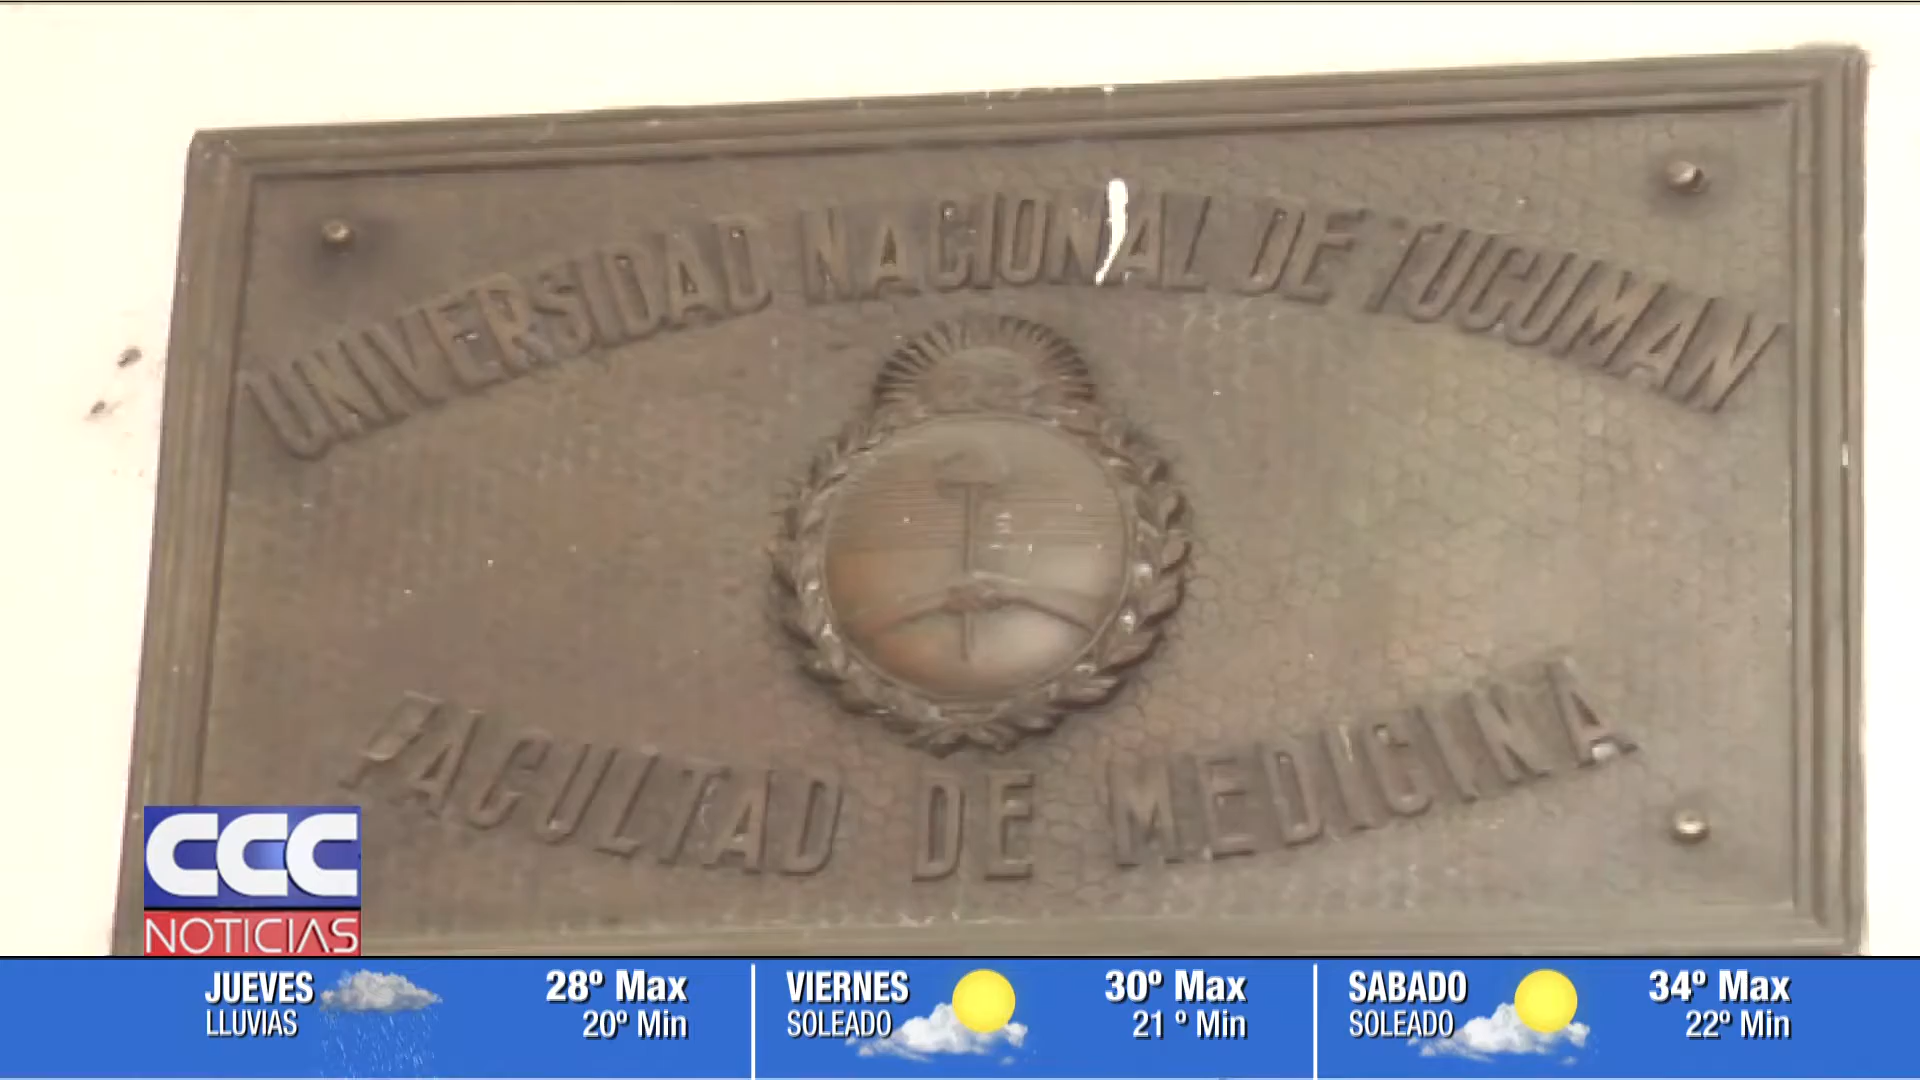 UNIVERSIDAD NACIONAL DE TUCUMAN
FACULTAD DE MEDICINA
CCC
NOTICIAS
JUEVES
LLUVIAS
28º Max
20º Min
VIERNES
SOLEADO
30º Max
21 º Min
SABADO
SOLEADO
34º Max
22º Min